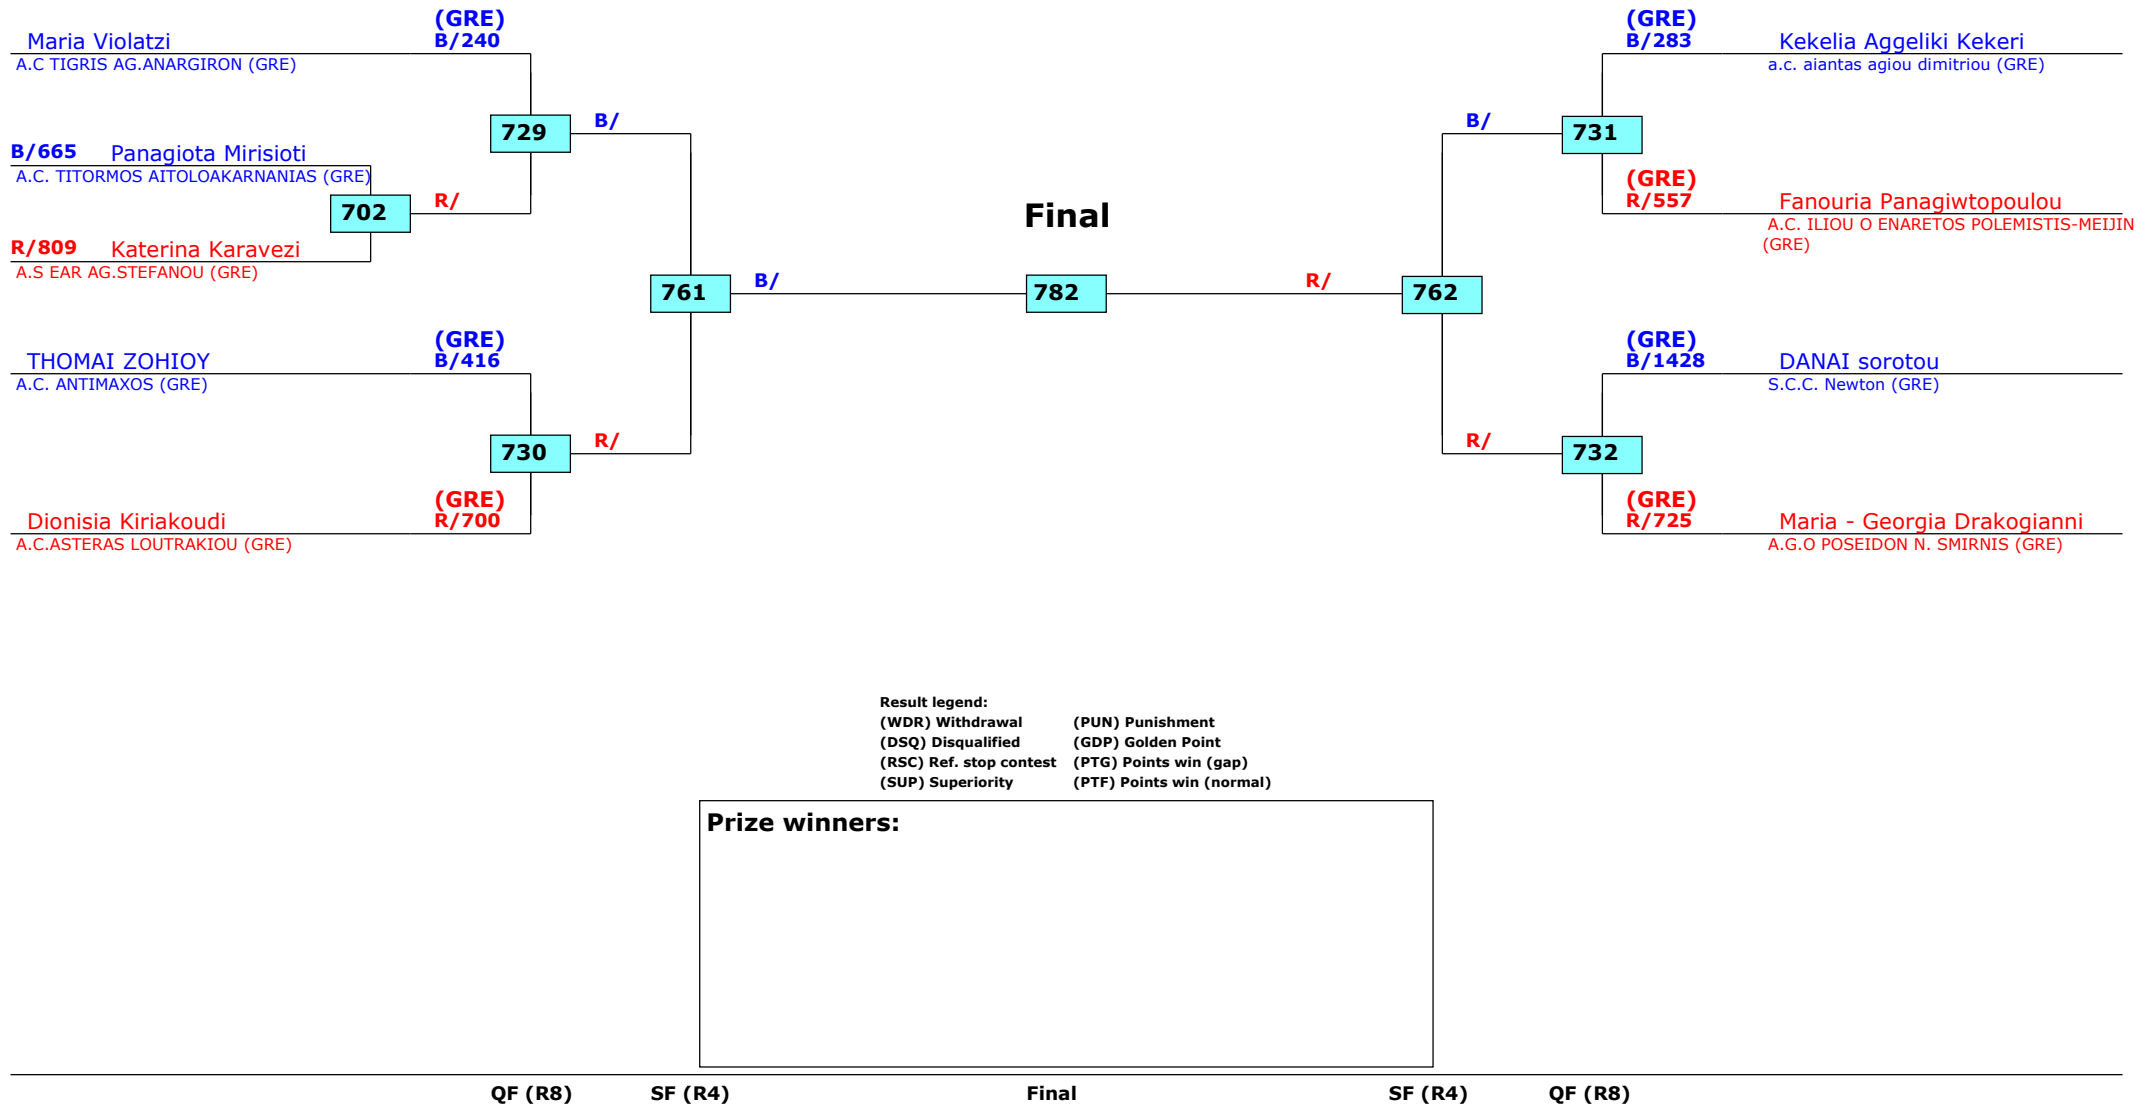 (GRE)
Maria Violatzi B/240
A.C TIGRIS AG.ANARGIRON (GRE)
729 B/
B/665 Panagiota Mirisioti
A.C. TITORMOS AITOLOAKARNANIAS (GRE)
702 R/
R/809 Katerina Karavezi
A.S EAR AG.STEFANOU (GRE)
761 B/
(GRE)
THOMAI ZOHIOY B/416
A.C. ANTIMAXOS (GRE)
730 R/
(GRE)
Dionisia Kiriakoudi R/700
A.C.ASTERAS LOUTRAKIOU (GRE)
Final
782
(GRE)
B/283 Kekelia Aggeliki Kekeri
a.c. aiantas agiou dimitriou (GRE)
B/ 731
(GRE)
R/557 Fanouria Panagiwtopoulou
A.C. ILIOU O ENARETOS POLEMISTIS-MEIJIN
(GRE)
R/ 762
(GRE)
B/1428 DANAI sorotou
S.C.C. Newton (GRE)
R/ 732
(GRE)
R/725 Maria - Georgia Drakogianni
A.G.O POSEIDON N. SMIRNIS (GRE)
Result legend:
(WDR) Withdrawal (PUN) Punishment
(DSQ) Disqualified (GDP) Golden Point
(RSC) Ref. stop contest (PTG) Points win (gap)
(SUP) Superiority (PTF) Points win (normal)
Prize winners:
QF (R8) SF (R4) Final SF (R4) QF (R8)